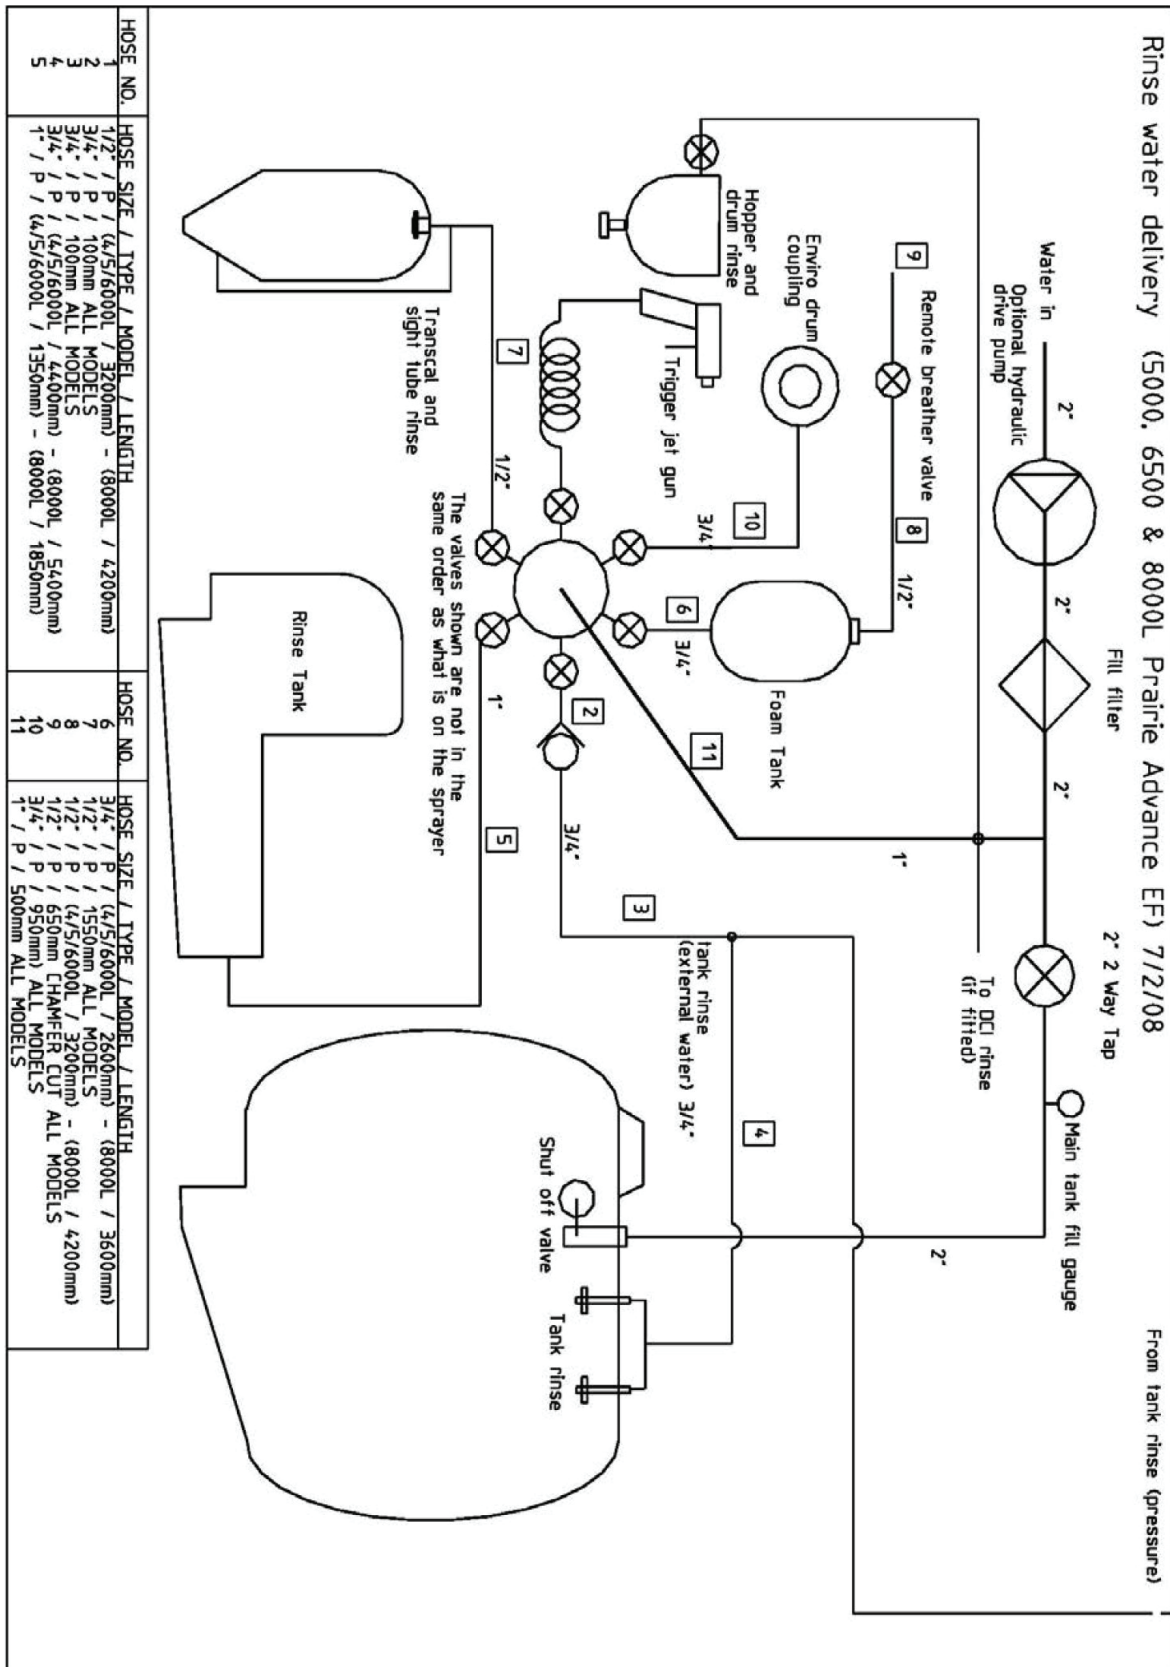 Rinse water delivery (5000, 6500 & 8000L Prairie Advance EF) 7/2/08
From tank rinse (pressure)
Water in
2"
Optional hydraulic
drive pump
2"
Fill filter
2"
2" 2 Way Tap
Main tank fill gauge
To DCI rinse
(if fitted)
1"
2"
9
Remote breather valve
8
1/2"
Enviro drum
coupling
10
3/4"
Hopper and
drum rinse
Trigger jet gun
7
Foam Tank
6
3/4"
11
2
3/4"
3
tank rinse
(external water) 3/4"
4
Transcal and
sight tube rinse
1/2"
The valves shown are not in the
same order as what is on the sprayer
1"
5
Rinse Tank
Shut off valve
Tank rinse
HOSE NO. HOSE SIZE / TYPE / MODEL / LENGTH
1 1/2" / P / (4/5/6000L / 3200mm) - (8000L / 4200mm)
2 3/4" / P / 100mm ALL MODELS
3 3/4" / P / 100mm ALL MODELS
4 3/4" / P / (4/5/6000L / 4400mm) - (8000L / 5400mm)
5 1" / P / (4/5/6000L / 1350mm) - (8000L / 1850mm)
HOSE NO. HOSE SIZE / TYPE / MODEL / LENGTH
6 3/4" / P / (4/5/6000L / 2600mm) - (8000L / 3600mm)
7 1/2" / P / 1550mm ALL MODELS
8 1/2" / P / (4/5/6000L / 3200mm) - (8000L / 4200mm)
9 1/2" / P / 650mm CHAMFER CUT ALL MODELS
10 3/4" / P / 950mm) ALL MODELS
11 1" / P / 500mm ALL MODELS